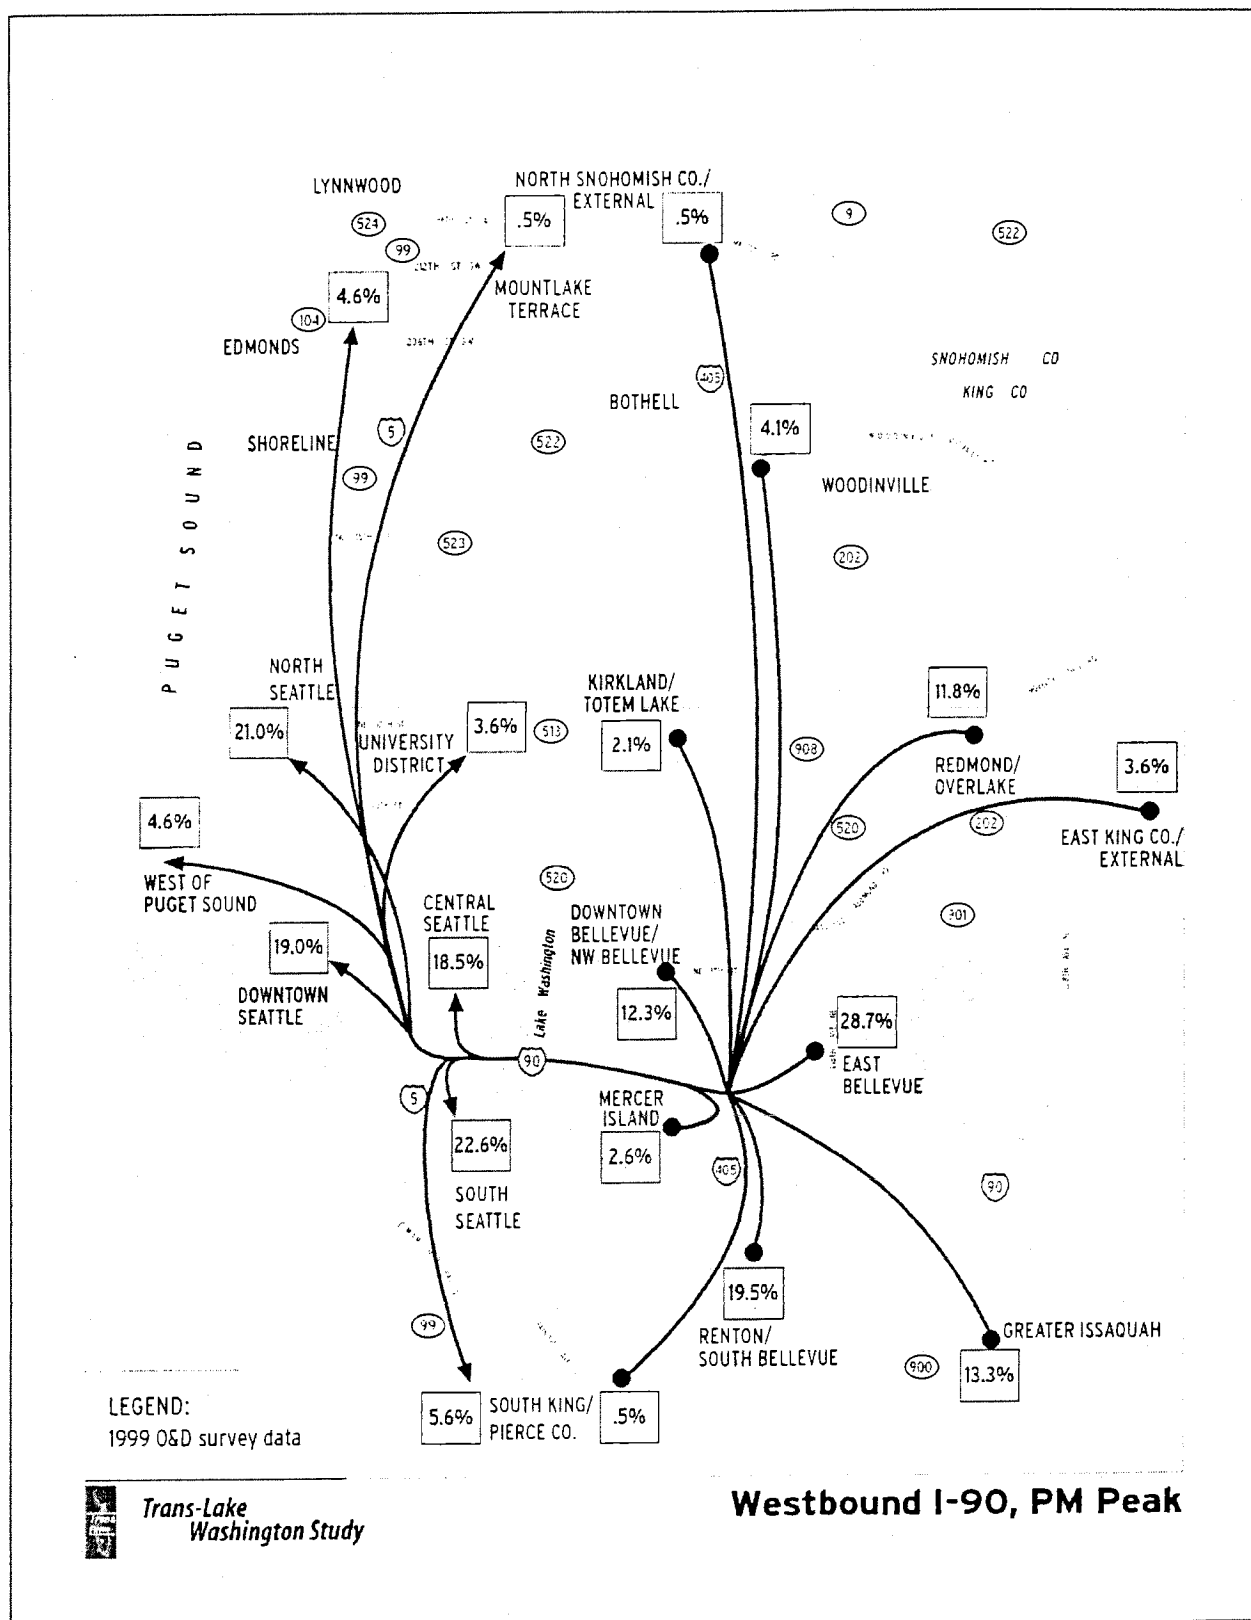 LYNNWOOD
NORTH SNOHOMISH CO./
EXTERNAL
524
99
.5%
.5%
9
522
212TH ST SW
MOUNTLAKE
TERRACE
4.6%
104
EDMONDS
236TH ST SW
SNOHOMISH CO
KING CO
405
BOTHELL
4.1%
5
SHORELINE
522
99
WOODINVILLE
PUGET SOUND
523
202
NORTH
SEATTLE
21.0%
KIRKLAND/
TOTEM LAKE
2.1%
11.8%
3.6%
513
UNIVERSITY
DISTRICT
908
REDMOND/
OVERLAKE
3.6%
4.6%
520
202
EAST KING CO./
EXTERNAL
WEST OF
PUGET SOUND
520
CENTRAL
SEATTLE
18.5%
DOWNTOWN
BELLEVUE/
NW BELLEVUE
12.3%
901
19.0%
DOWNTOWN
SEATTLE
Lake Washington
28.7%
EAST
BELLEVUE
90
5
MERCER
ISLAND
2.6%
22.6%
SOUTH
SEATTLE
405
90
19.5%
RENTON/
SOUTH BELLEVUE
99
GREATER ISSAQUAH
900
13.3%
5.6%
SOUTH KING/
PIERCE CO.
.5%
LEGEND:
1999 O&D survey data
Trans-Lake
Washington Study
Westbound I-90, PM Peak